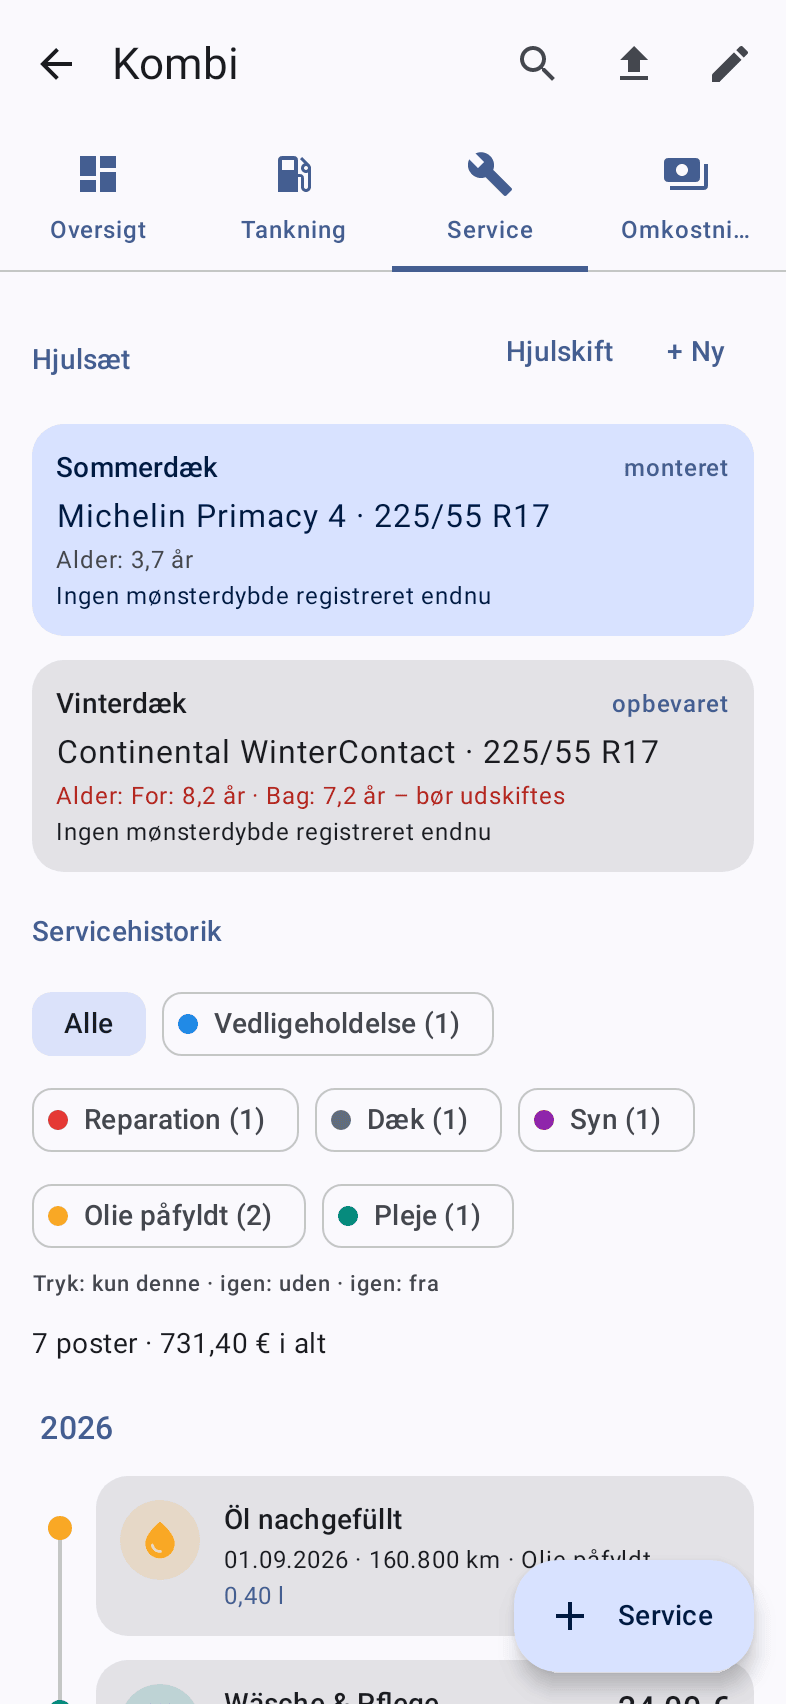 Kombi
Oversigt
Tankning
Service
Omkostni...
Hjulsæt
Hjulskift
+ Ny
Sommerdæk
monteret
Michelin Primacy 4 · 225/55 R17
Alder: 3,7 år
Ingen mønsterdybde registreret endnu
Vinterdæk
opbevaret
Continental WinterContact · 225/55 R17
Alder: For: 8,2 år · Bag: 7,2 år – bør udskiftes
Ingen mønsterdybde registreret endnu
Servicehistorik
Alle
Vedligeholdelse (1)
Reparation (1)
Dæk (1)
Syn (1)
Olie påfyldt (2)
Pleje (1)
Tryk: kun denne · igen: uden · igen: fra
7 poster · 731,40 € i alt
2026
Öl nachgefüllt
01.09.2026 · 160.800 km · Olie påfyldt
0,40 l
Service
Wäsche & Pflege